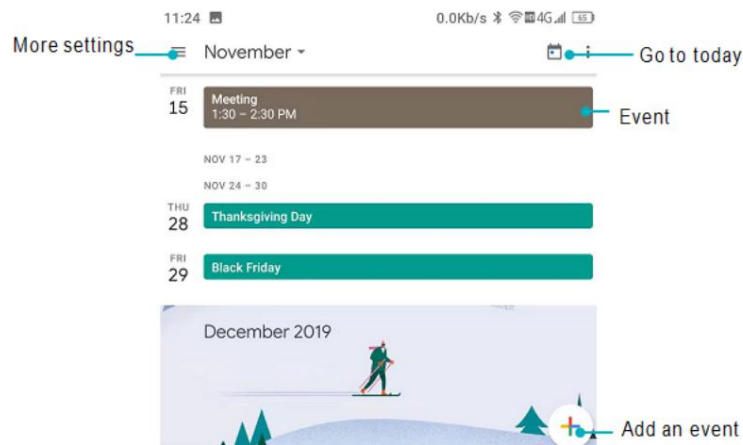 11:24 0.0Kb/s 4G 65
More settings November Go to today
FRI
15
Meeting
1:30 – 2:30 PM
Event
NOV 17 – 23
NOV 24 – 30
THU
28
Thanksgiving Day
FRI
29
Black Friday
December 2019
Add an event